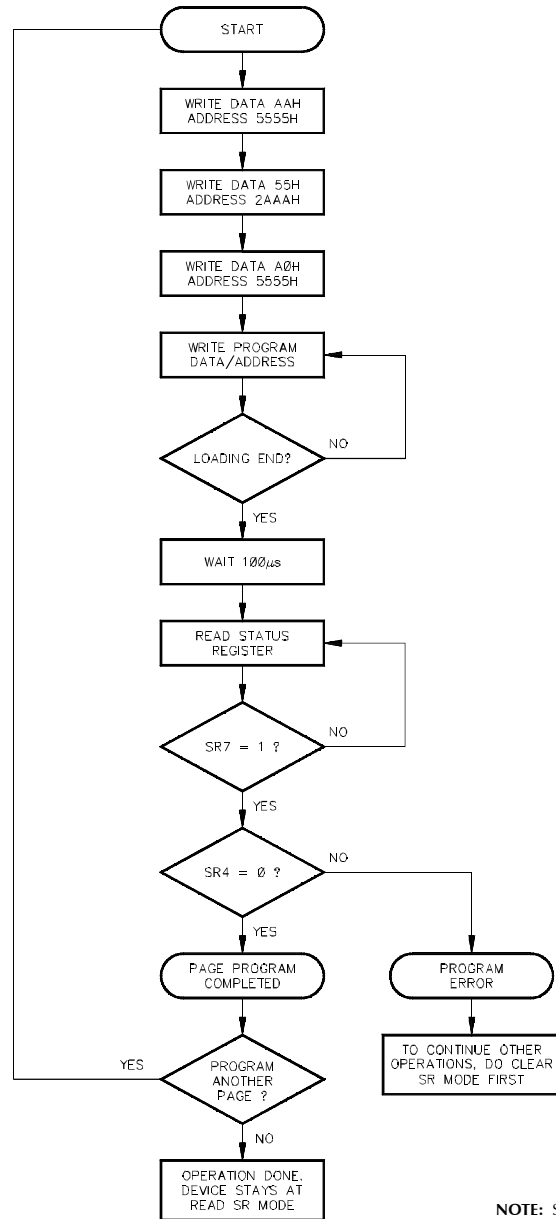 START
WRITE DATA AAH
ADDRESS 5555H
WRITE DATA 55H
ADDRESS 2AAAH
WRITE DATA AØH
ADDRESS 5555H
WRITE PROGRAM
DATA/ADDRESS
LOADING END?
NO
YES
WAIT 1ØØµs
READ STATUS
REGISTER
SR7 = 1 ?
NO
YES
SR4 = Ø ?
NO
YES
PAGE PROGRAM
COMPLETED
PROGRAM
ERROR
TO CONTINUE OTHER
OPERATIONS, DO CLEAR
SR MODE FIRST
YES
PROGRAM
ANOTHER
PAGE ?
NO
OPERATION DONE.
DEVICE STAYS AT
READ SR MODE
NOTE: